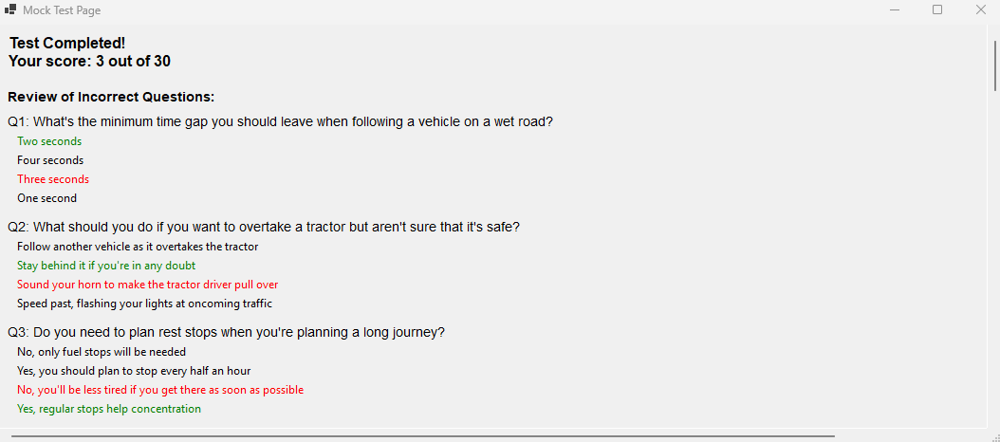 Mock Test Page
Test Completed!
Your score: 3 out of 30
Review of Incorrect Questions:
Q1: What's the minimum time gap you should leave when following a vehicle on a wet road?
Two seconds
Four seconds
Three seconds
One second
Q2: What should you do if you want to overtake a tractor but aren't sure that it's safe?
Follow another vehicle as it overtakes the tractor
Stay behind it if you're in any doubt
Sound your horn to make the tractor driver pull over
Speed past, flashing your lights at oncoming traffic
Q3: Do you need to plan rest stops when you're planning a long journey?
No, only fuel stops will be needed
Yes, you should plan to stop every half an hour
No, you'll be less tired if you get there as soon as possible
Yes, regular stops help concentration